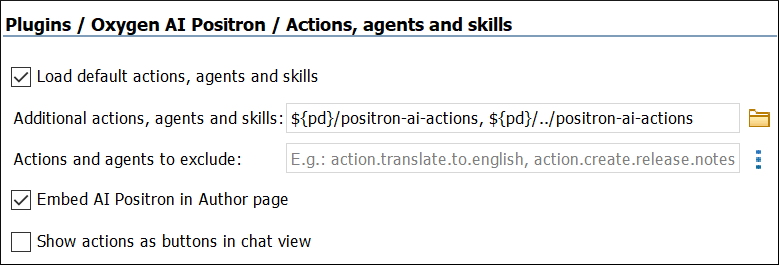 Plugins / Oxygen AI Positron / Actions, agents and skills
Load default actions, agents and skills
Additional actions, agents and skills: ${pd}/positron-ai-actions, ${pd}/../positron-ai-actions
Actions and agents to exclude: E.g.: action.translate.to.english, action.create.release.notes
Embed AI Positron in Author page
Show actions as buttons in chat view